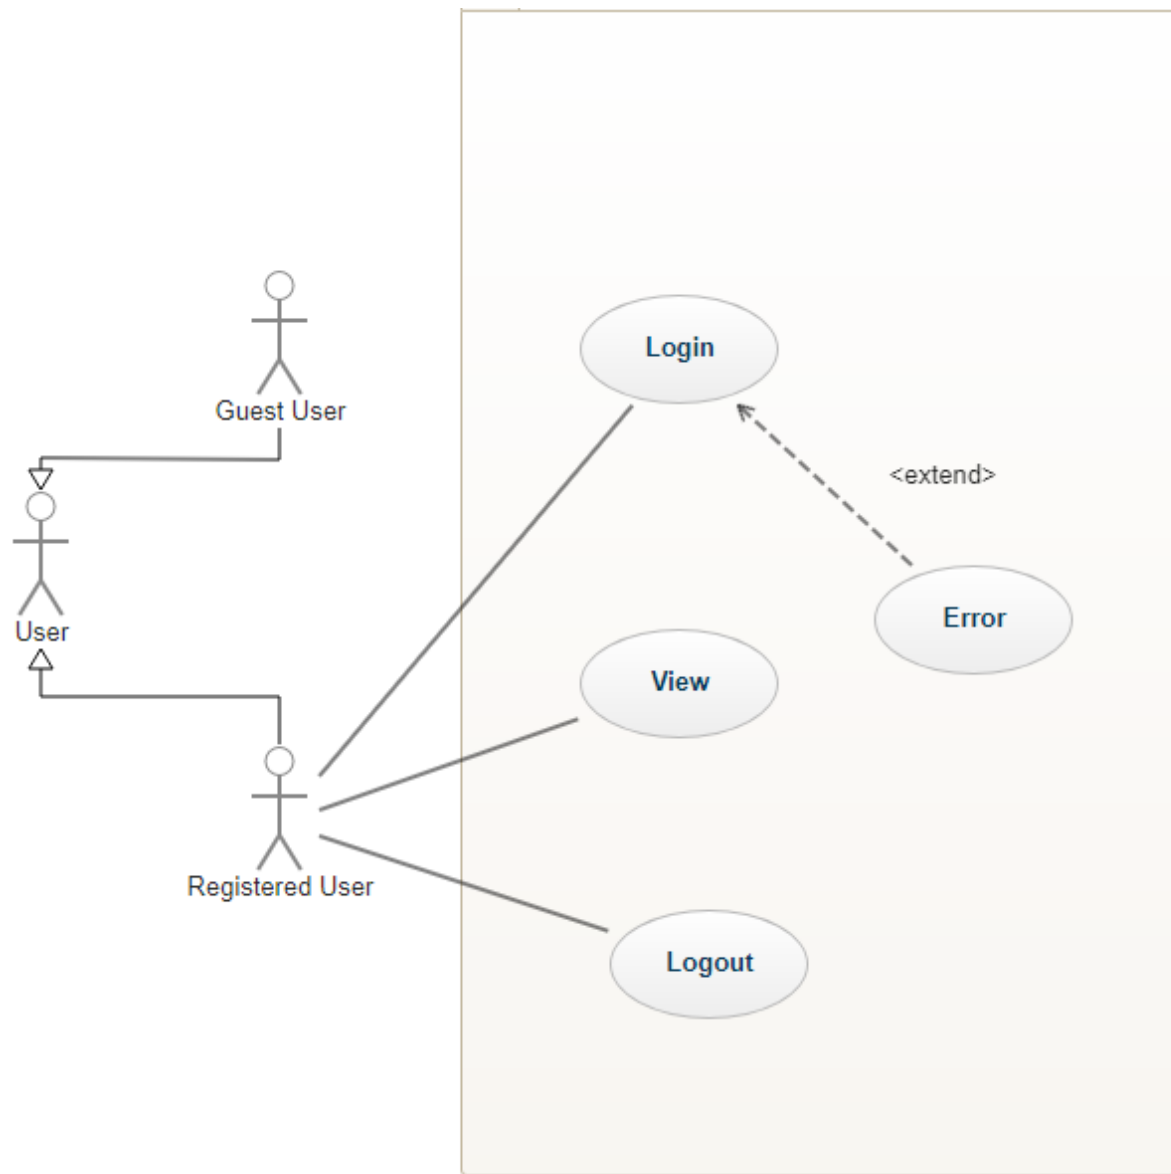 Guest User
User
Registered User
Login
<extend>
Error
View
Logout